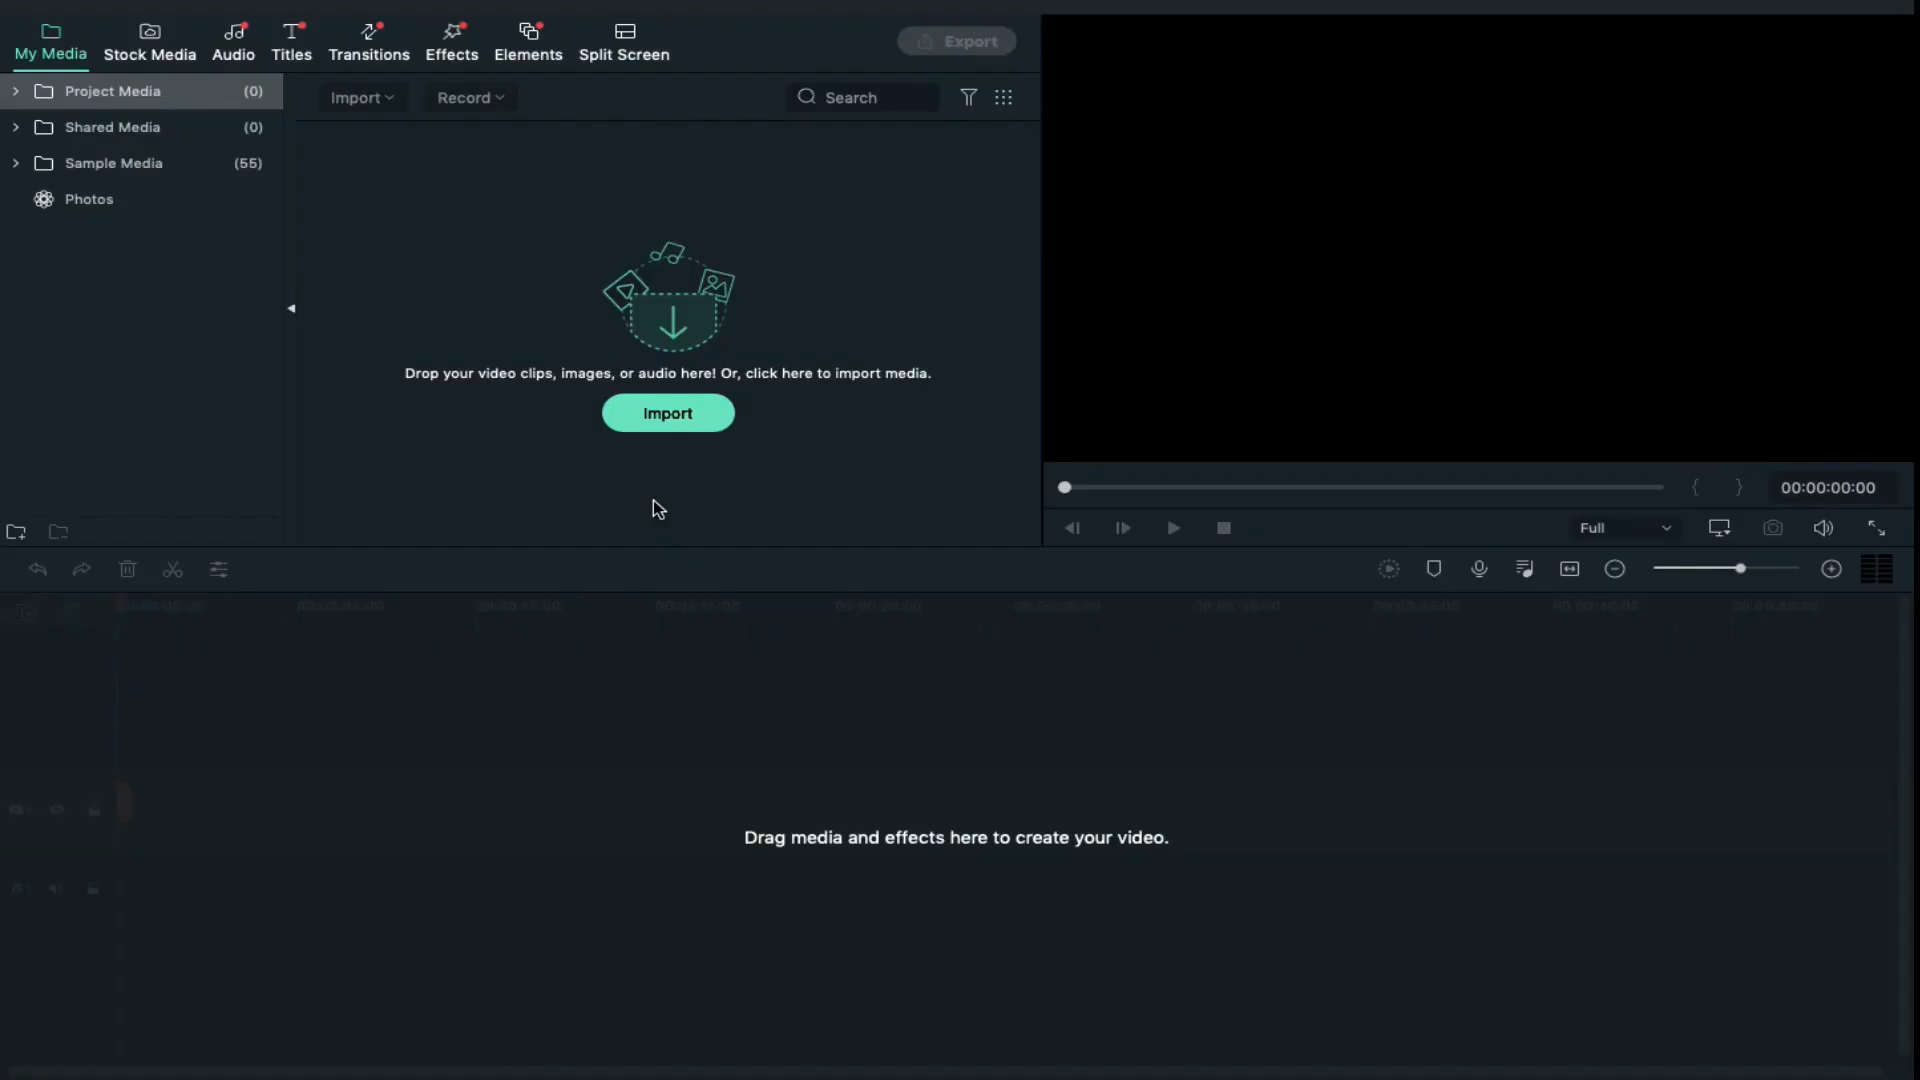 My Media
Stock Media
Audio
Titles
Transitions
Effects
Elements
Split Screen
Export
Project Media (0)
Shared Media (0)
Sample Media (55)
Photos
Import
Record
Search
Drop your video clips, images, or audio here! Or, click here to import media.
Import
{ } 00:00:00:00
Full
Drag media and effects here to create your video.